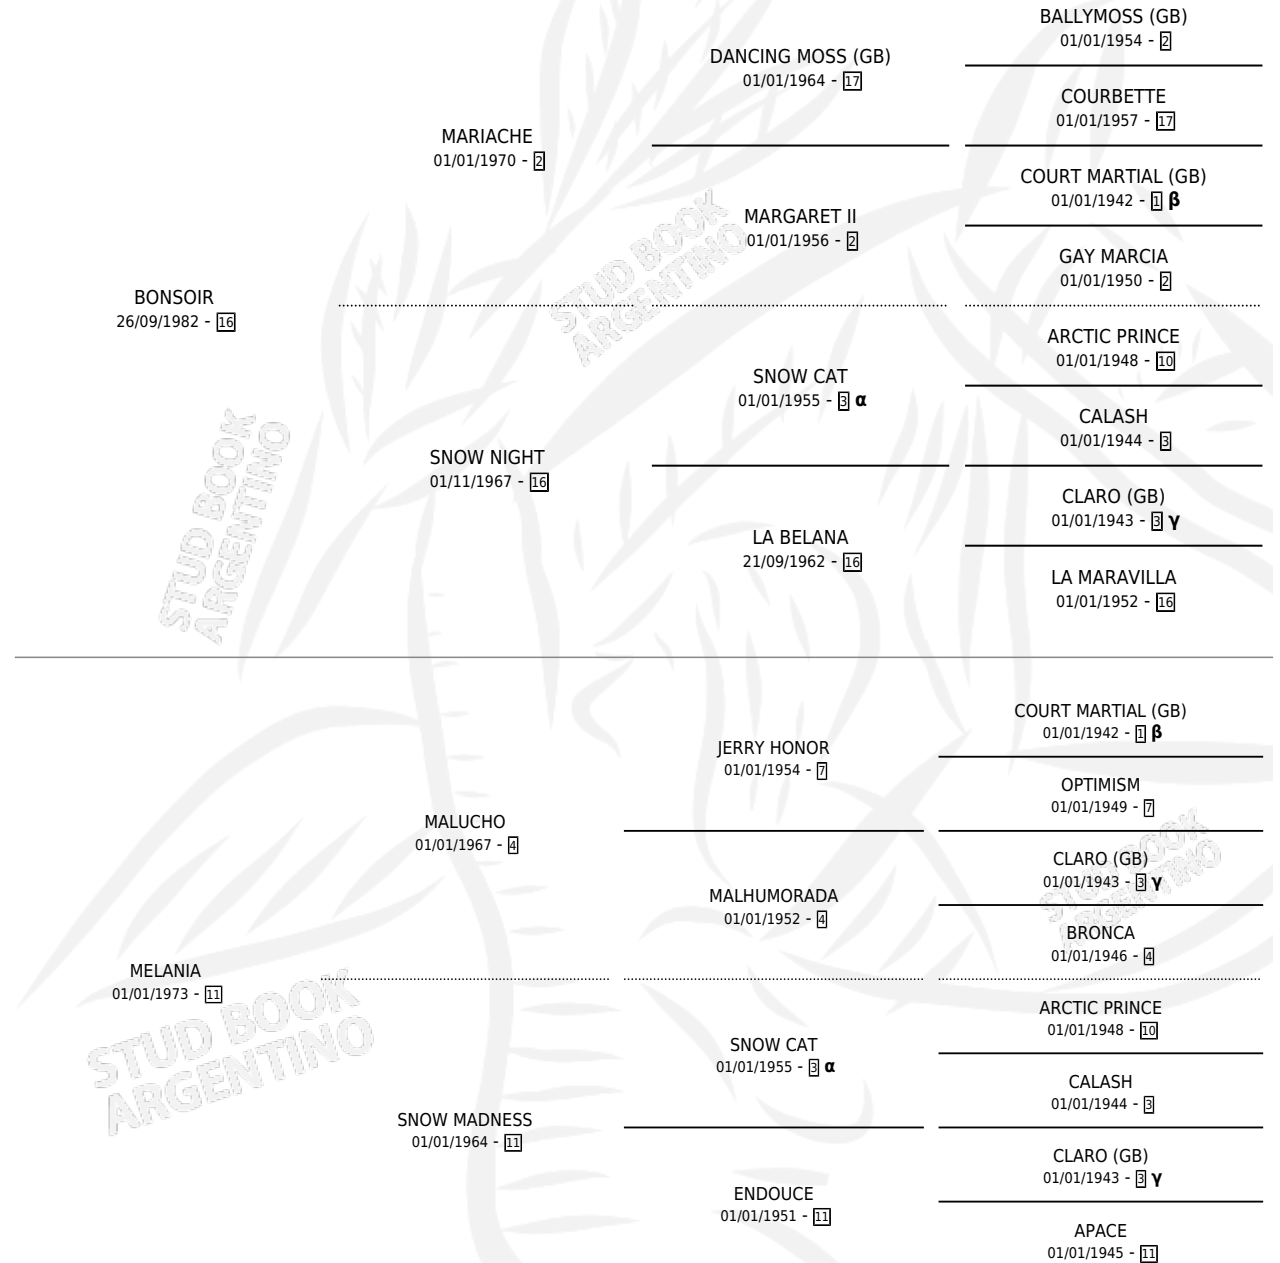 BALLYMOSS (GB)
01/01/1954 - 2
DANCING MOSS (GB)
01/01/1964 - 17
COURBETTE
01/01/1957 - 17
MARIACHE
01/01/1970 - 2
COURT MARTIAL (GB)
01/01/1942 - 1 β
MARGARET II
01/01/1956 - 2
GAY MARCIA
01/01/1950 - 2
BONSOIR
26/09/1982 - 16
ARCTIC PRINCE
01/01/1948 - 10
SNOW CAT
01/01/1955 - 3 α
CALASH
01/01/1944 - 3
SNOW NIGHT
01/11/1967 - 16
CLARO (GB)
01/01/1943 - 3 γ
LA BELANA
21/09/1962 - 16
LA MARAVILLA
01/01/1952 - 16
COURT MARTIAL (GB)
01/01/1942 - 1 β
JERRY HONOR
01/01/1954 - 7
OPTIMISM
01/01/1949 - 7
MALUCHO
01/01/1967 - 4
CLARO (GB)
01/01/1943 - 3 γ
MALHUMORADA
01/01/1952 - 4
BRONCA
01/01/1946 - 4
MELANIA
01/01/1973 - 11
ARCTIC PRINCE
01/01/1948 - 10
SNOW CAT
01/01/1955 - 3 α
CALASH
01/01/1944 - 3
SNOW MADNESS
01/01/1964 - 11
CLARO (GB)
01/01/1943 - 3 γ
ENDOUCE
01/01/1951 - 11
APACE
01/01/1945 - 11
STUD BOOK
ARGENTINO
STUD BOOK
ARGENTINO
STUD BOOK
ARGENTINO
STUD BOOK
ARGENTINO